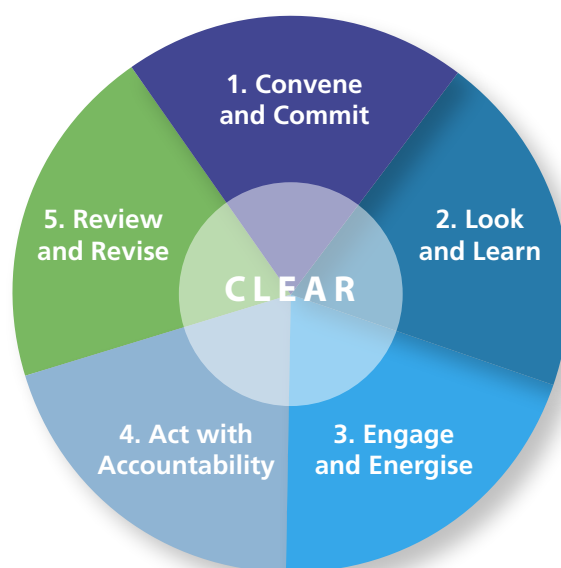 1. Convene
and Commit
2. Look
and Learn
3. Engage
and Energise
4. Act with
Accountability
5. Review
and Revise
CLEAR